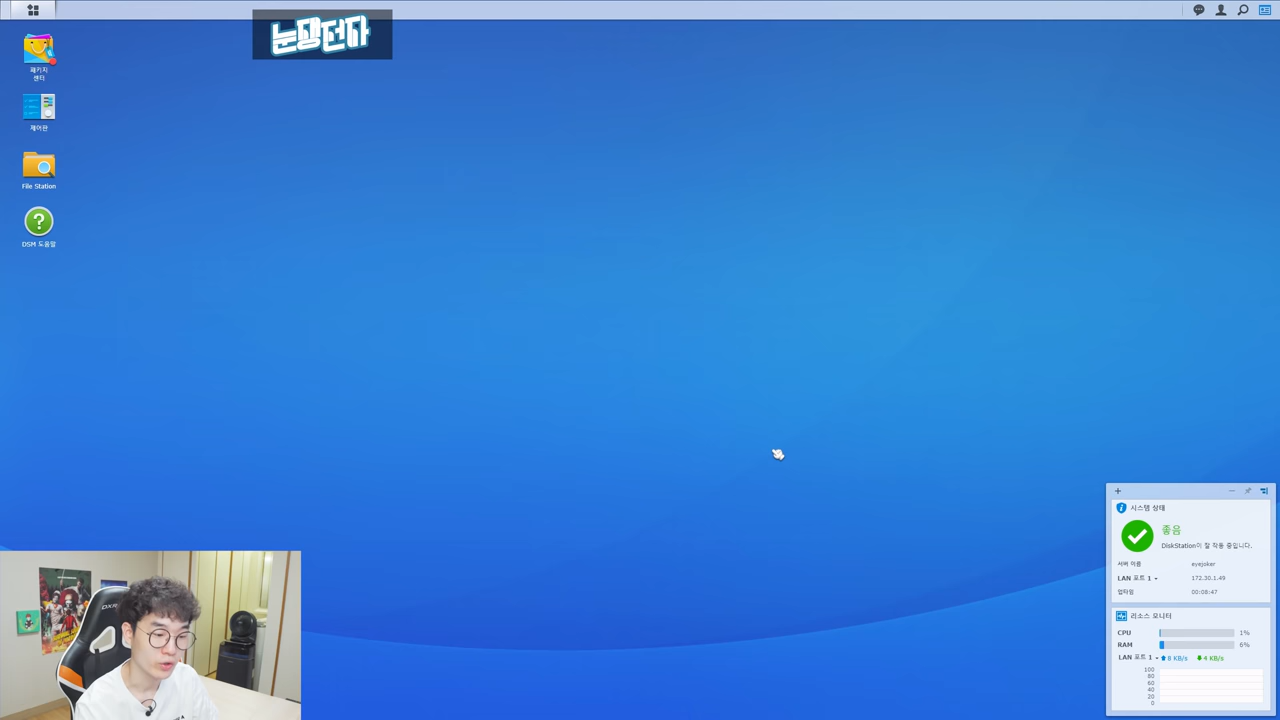 눈쟁전자
패키지
센터
제어판
File Station
DSM 도움말
시스템 상태
좋음
DiskStation이 잘 작동 중입니다.
서버 이름 eyejoker
LAN 포트 1 172.30.1.49
업타임 00:08:47
리소스 모니터
CPU 1%
RAM 6%
LAN 포트 1 8 KB/s 4 KB/s
100
80
60
40
20
0
DXR